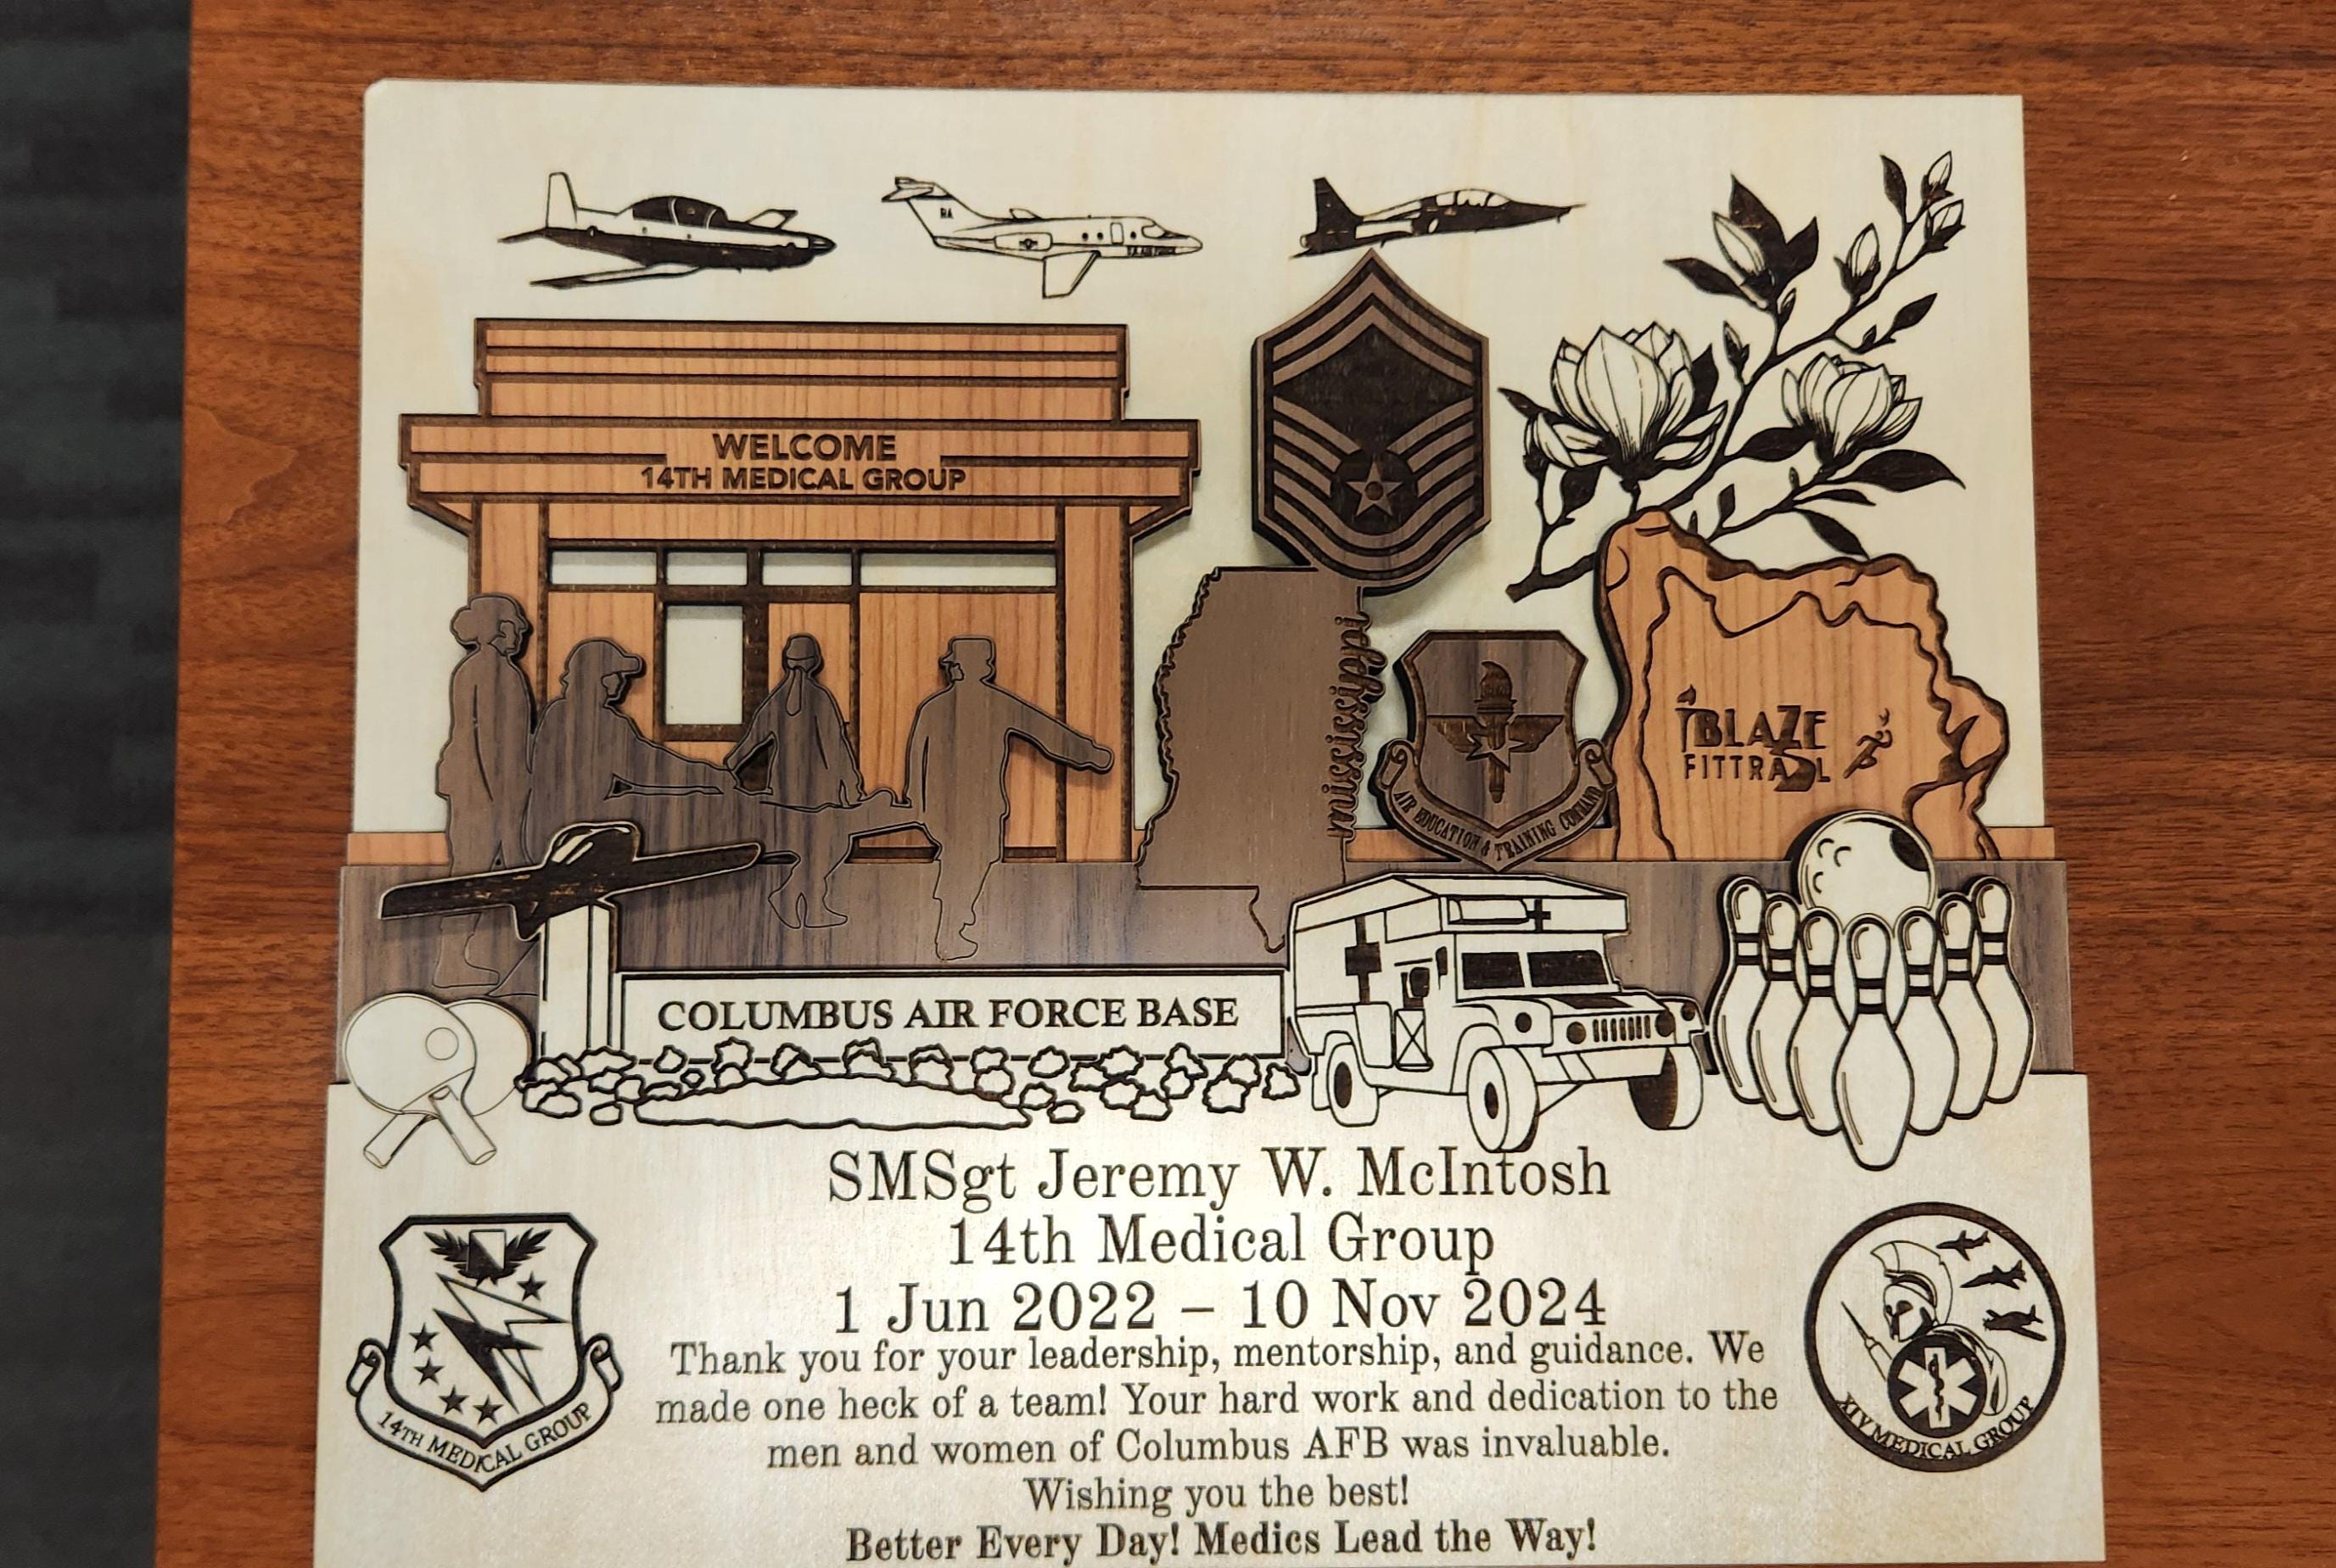 RA
U.S. AIR FORCE
WELCOME
14TH MEDICAL GROUP
mississippi
AIR EDUCATION & TRAINING COMMAND
BLAZE
FITTRAIL
COLUMBUS AIR FORCE BASE
SMSgt Jeremy W. McIntosh
14th Medical Group
1 Jun 2022 – 10 Nov 2024
Thank you for your leadership, mentorship, and guidance. We
made one heck of a team! Your hard work and dedication to the
men and women of Columbus AFB was invaluable.
Wishing you the best!
Better Every Day! Medics Lead the Way!
14TH MEDICAL GROUP
XIV MEDICAL GROUP